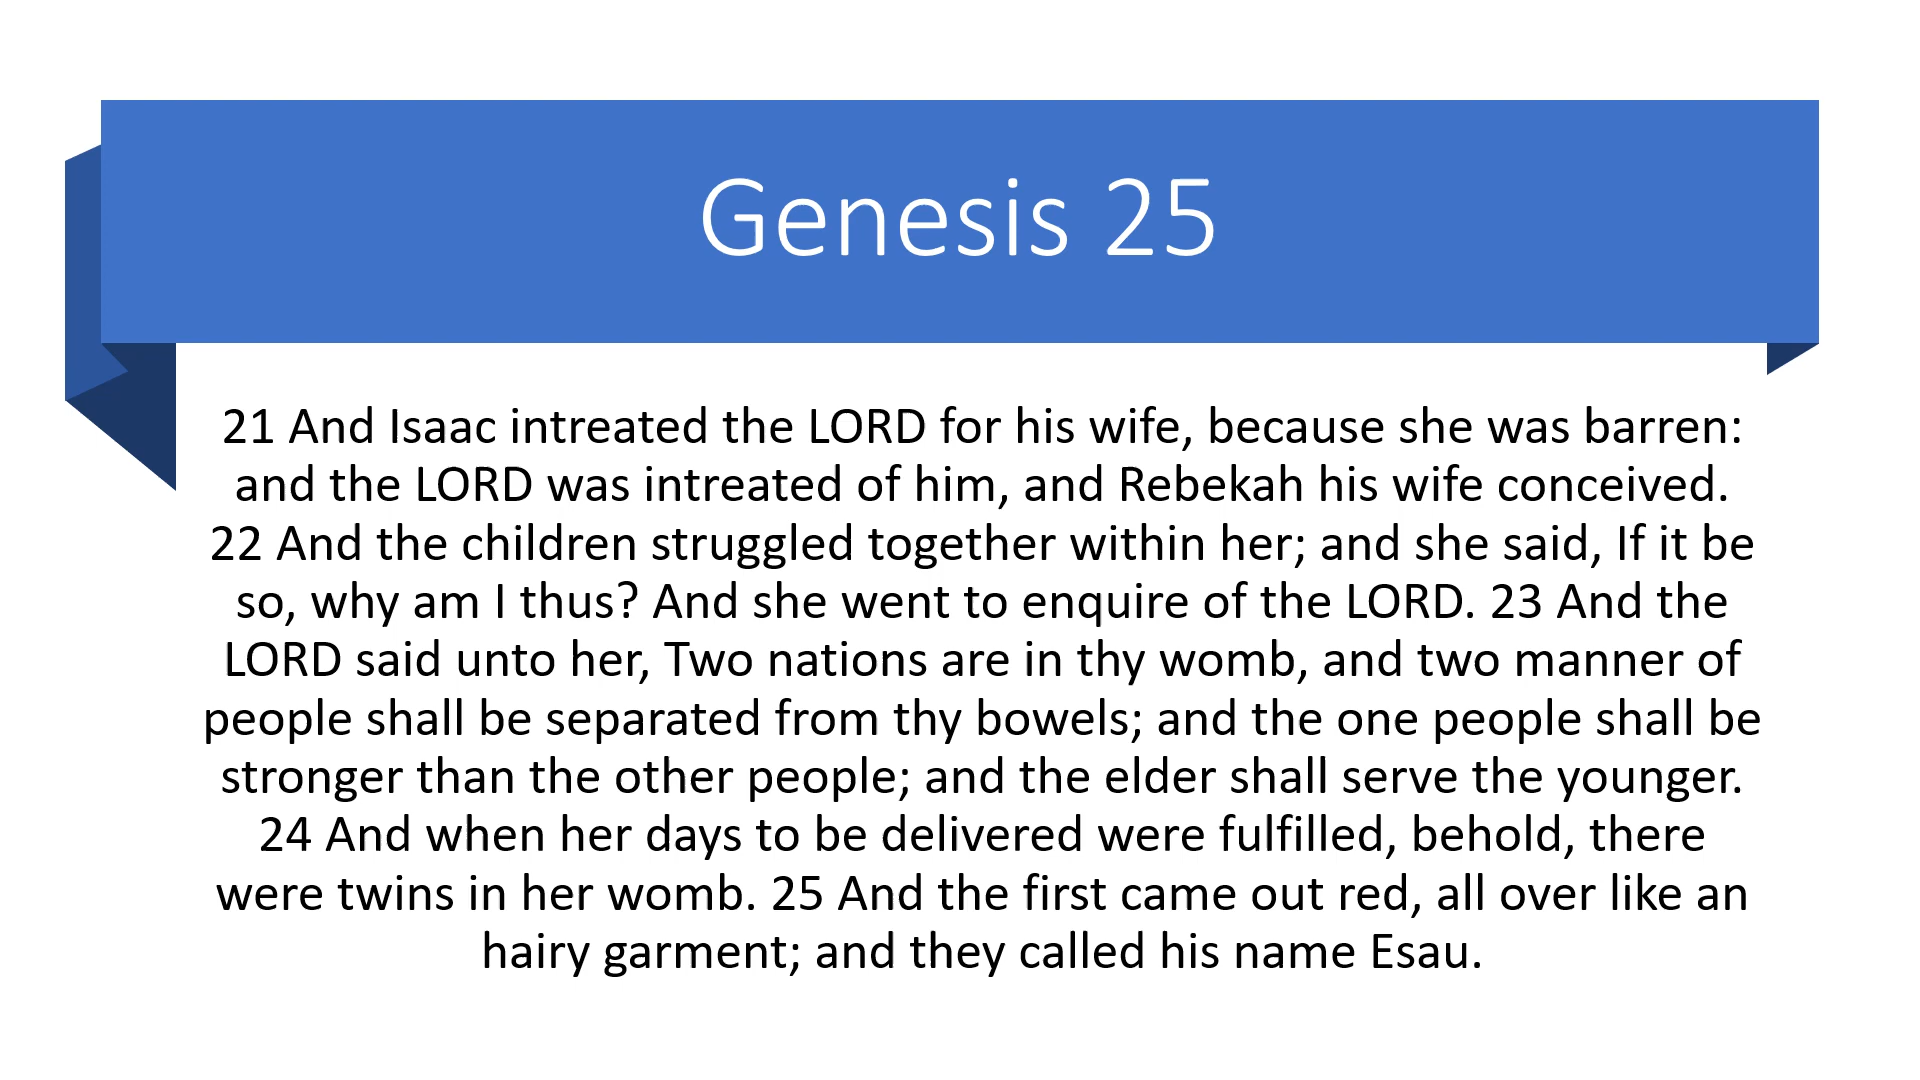 Genesis 25
21 And Isaac intreated the LORD for his wife, because she was barren:
and the LORD was intreated of him, and Rebekah his wife conceived.
22 And the children struggled together within her; and she said, If it be
so, why am I thus? And she went to enquire of the LORD. 23 And the
LORD said unto her, Two nations are in thy womb, and two manner of
people shall be separated from thy bowels; and the one people shall be
stronger than the other people; and the elder shall serve the younger.
24 And when her days to be delivered were fulfilled, behold, there
were twins in her womb. 25 And the first came out red, all over like an
hairy garment; and they called his name Esau.